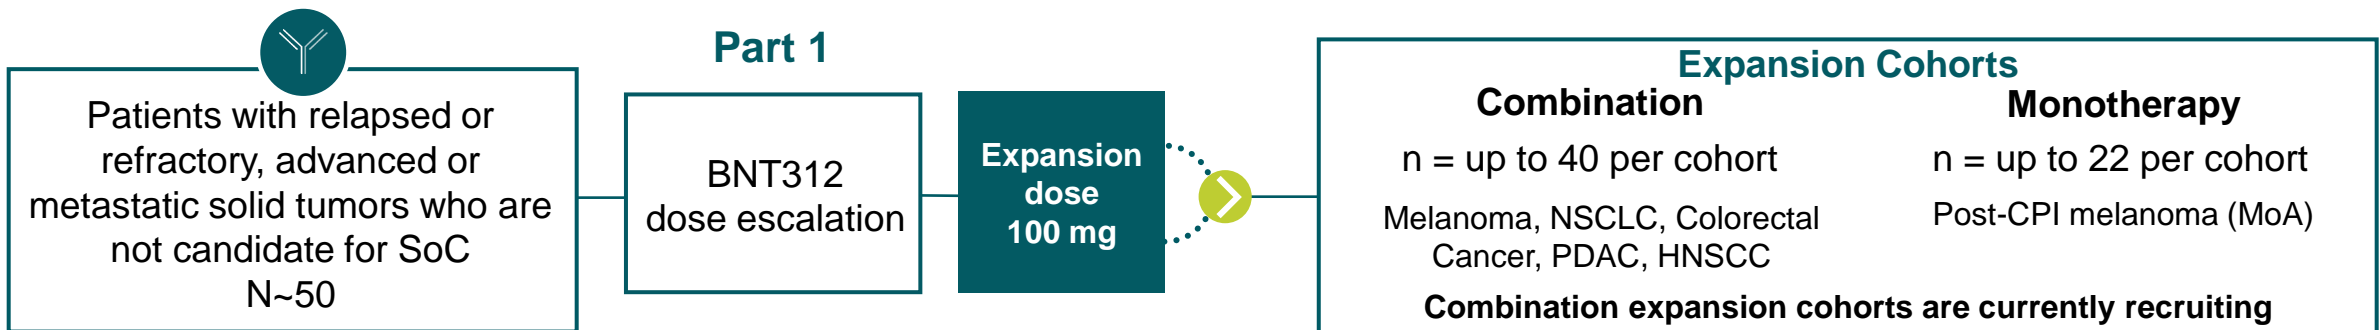 Part 1
Patients with relapsed or
refractory, advanced or
metastatic solid tumors who are
not candidate for SoC
N~50
BNT312
dose escalation
Expansion
dose
100 mg
Expansion Cohorts
Combination
n = up to 40 per cohort
Melanoma, NSCLC, Colorectal
Cancer, PDAC, HNSCC
Monotherapy
n = up to 22 per cohort
Post-CPI melanoma (MoA)
Combination expansion cohorts are currently recruiting